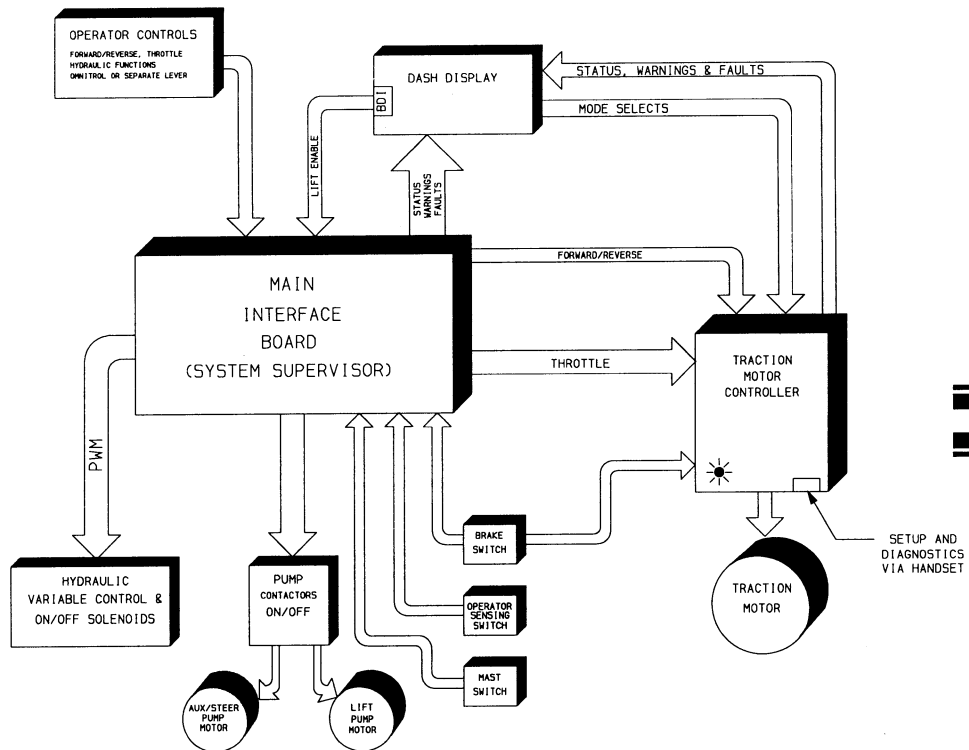 OPERATOR CONTROLS
FORWARD/REVERSE, THROTTLE
HYDRAULIC FUNCTIONS
OMNITROL OR SEPARATE LEVER
DASH DISPLAY
BDI
STATUS, WARNINGS & FAULTS
MODE SELECTS
LIFT ENABLE
STATUS
WARNINGS
FAULTS
MAIN
INTERFACE
BOARD
(SYSTEM SUPERVISOR)
FORWARD/REVERSE
THROTTLE
TRACTION
MOTOR
CONTROLLER
PWM
BRAKE
SWITCH
OPERATOR
SENSING
SWITCH
MAST
SWITCH
SETUP AND
DIAGNOSTICS
VIA HANDSET
HYDRAULIC
VARIABLE CONTROL &
ON/OFF SOLENOIDS
PUMP
CONTACTORS
ON/OFF
TRACTION
MOTOR
AUX/STEER
PUMP
MOTOR
LIFT
PUMP
MOTOR